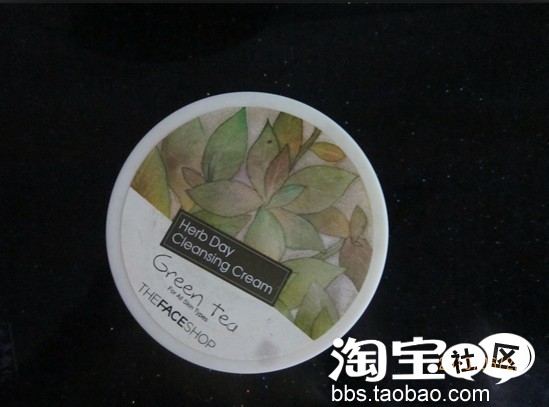 Herb Day
Cleansing Cream
Green tea
For All Skin Types
THEFACESHOP
淘宝社区
bbs.taobao.com